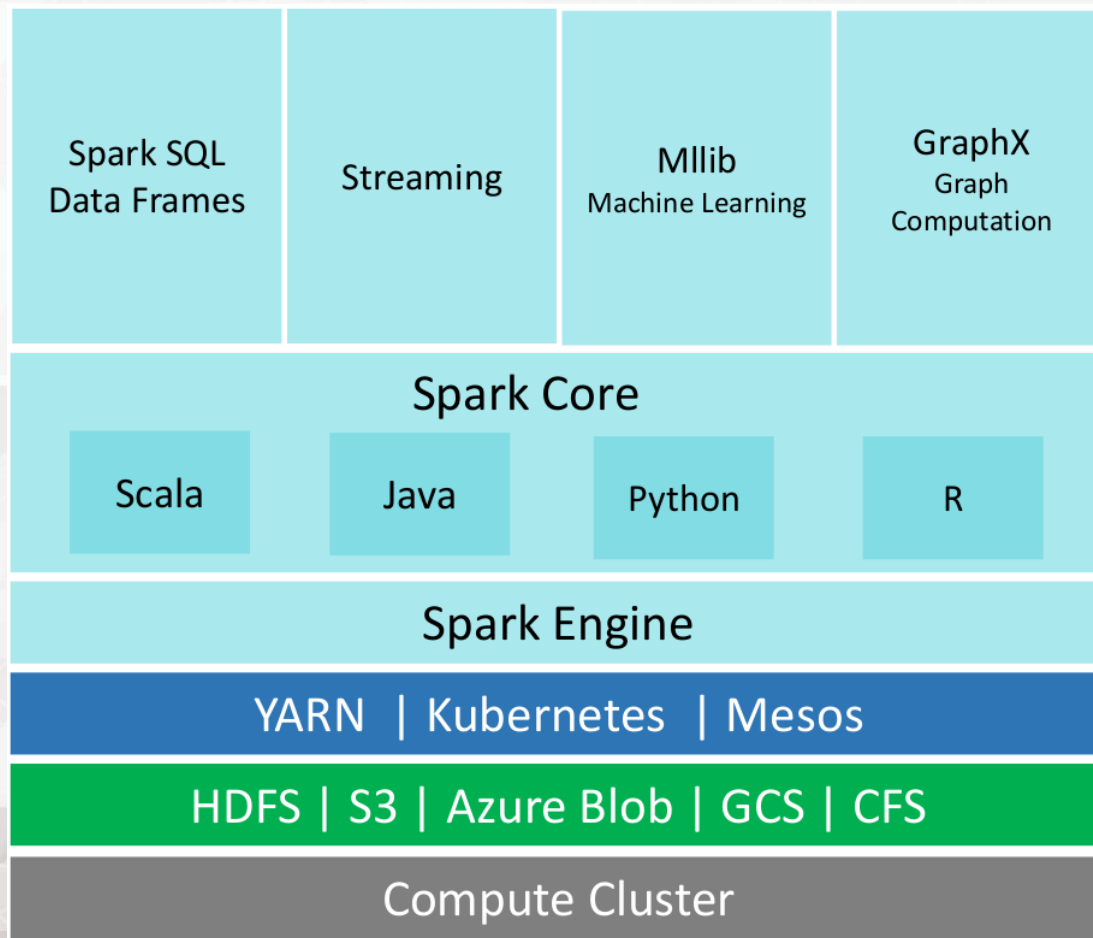 Spark SQL
Data Frames
Streaming
Mllib
Machine Learning
GraphX
Graph
Computation
Spark Core
Scala
Java
Python
R
Spark Engine
YARN | Kubernetes | Mesos
HDFS | S3 | Azure Blob | GCS | CFS
Compute Cluster